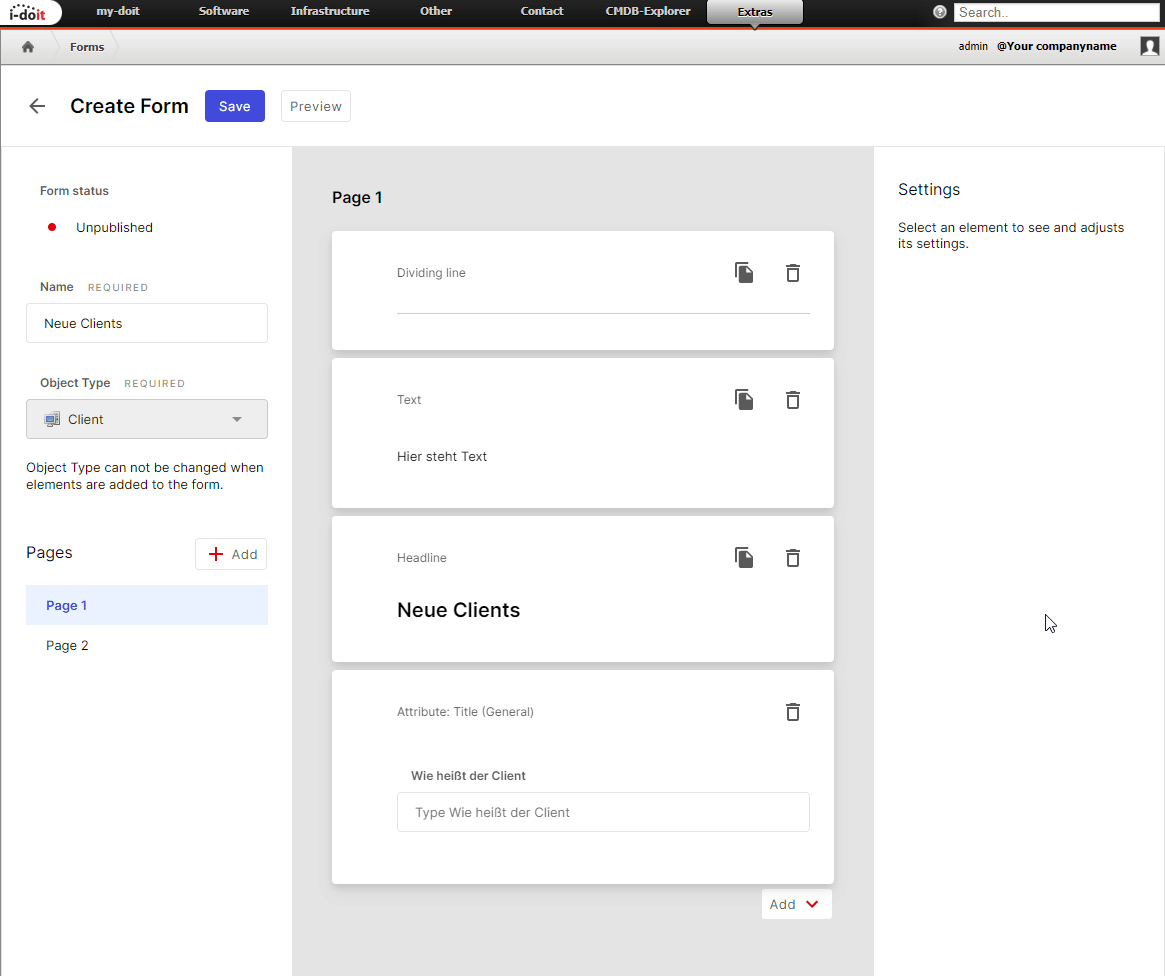 i-doit
my-doit Software Infrastructure Other Contact CMDB-Explorer Extras ? Search..
Forms admin @Your companyname
Create Form Save Preview
Form status
Unpublished
Name REQUIRED
Neue Clients
Object Type REQUIRED
Client
Object Type can not be changed when
elements are added to the form.
Pages Add
Page 1
Page 2
Page 1
Dividing line
Text
Hier steht Text
Headline
Neue Clients
Attribute: Title (General)
Wie heißt der Client
Type Wie heißt der Client
Add
Settings
Select an element to see and adjusts
its settings.